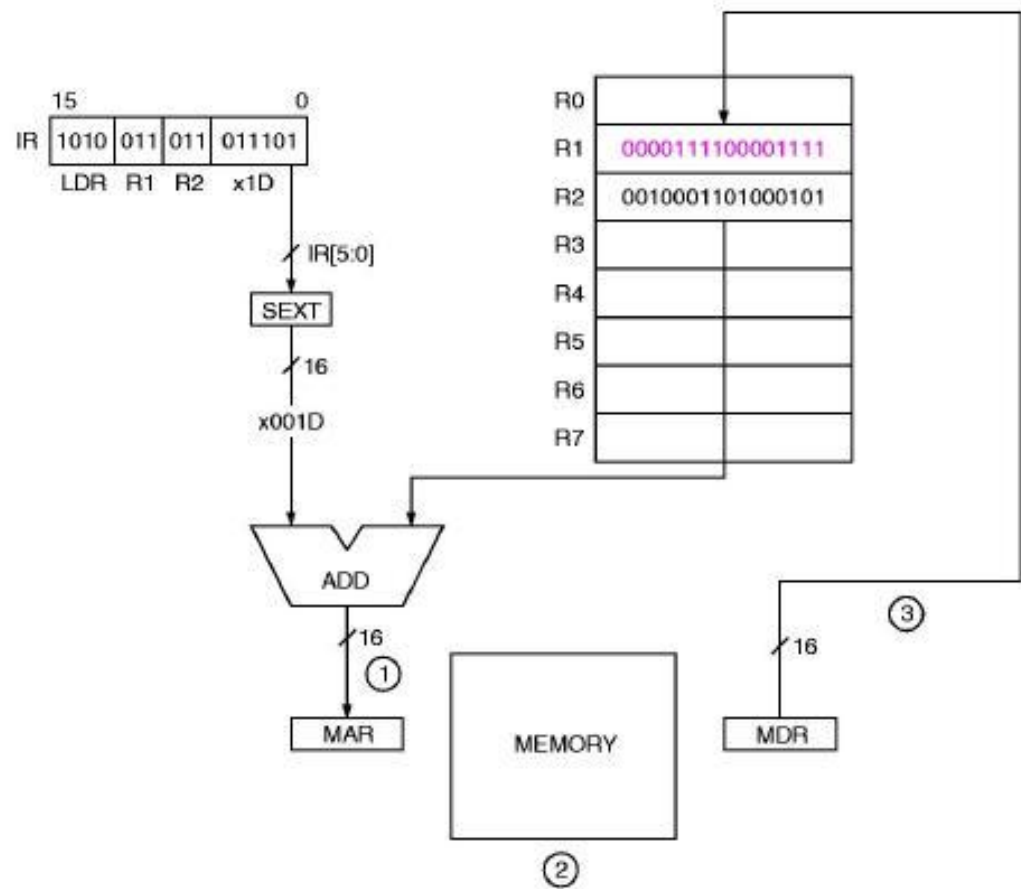 15 0
IR 1010 011 011 011101
LDR R1 R2 x1D
IR[5:0]
SEXT
16
x001D
ADD
16
1
MAR
R0
R1 0000111100001111
R2 0010001101000101
R3
R4
R5
R6
R7
MEMORY
2
3
16
MDR